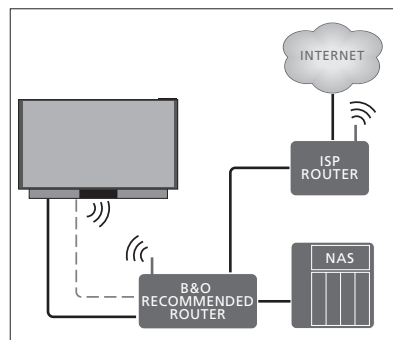 INTERNET
ISP
ROUTER
NAS
B&O
RECOMMENDED
ROUTER